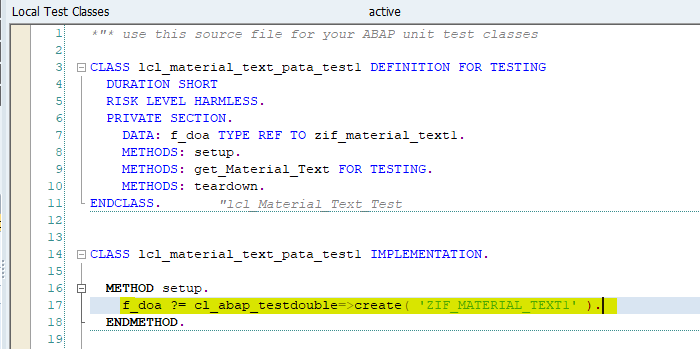 Local Test Classes active
1 *"* use this source file for your ABAP unit test classes
2
3 CLASS lcl_material_text_pata_test1 DEFINITION FOR TESTING
4 DURATION SHORT
5 RISK LEVEL HARMLESS.
6 PRIVATE SECTION.
7 DATA: f_doa TYPE REF TO zif_material_text1.
8 METHODS: setup.
9 METHODS: get_Material_Text FOR TESTING.
10 METHODS: teardown.
11 ENDCLASS. "lcl_Material_Text_Test
12
13
14 CLASS lcl_material_text_pata_test1 IMPLEMENTATION.
15
16 METHOD setup.
17 f_doa ?= cl_abap_testdouble=>create( 'ZIF_MATERIAL_TEXT1' ).
18 ENDMETHOD.
19